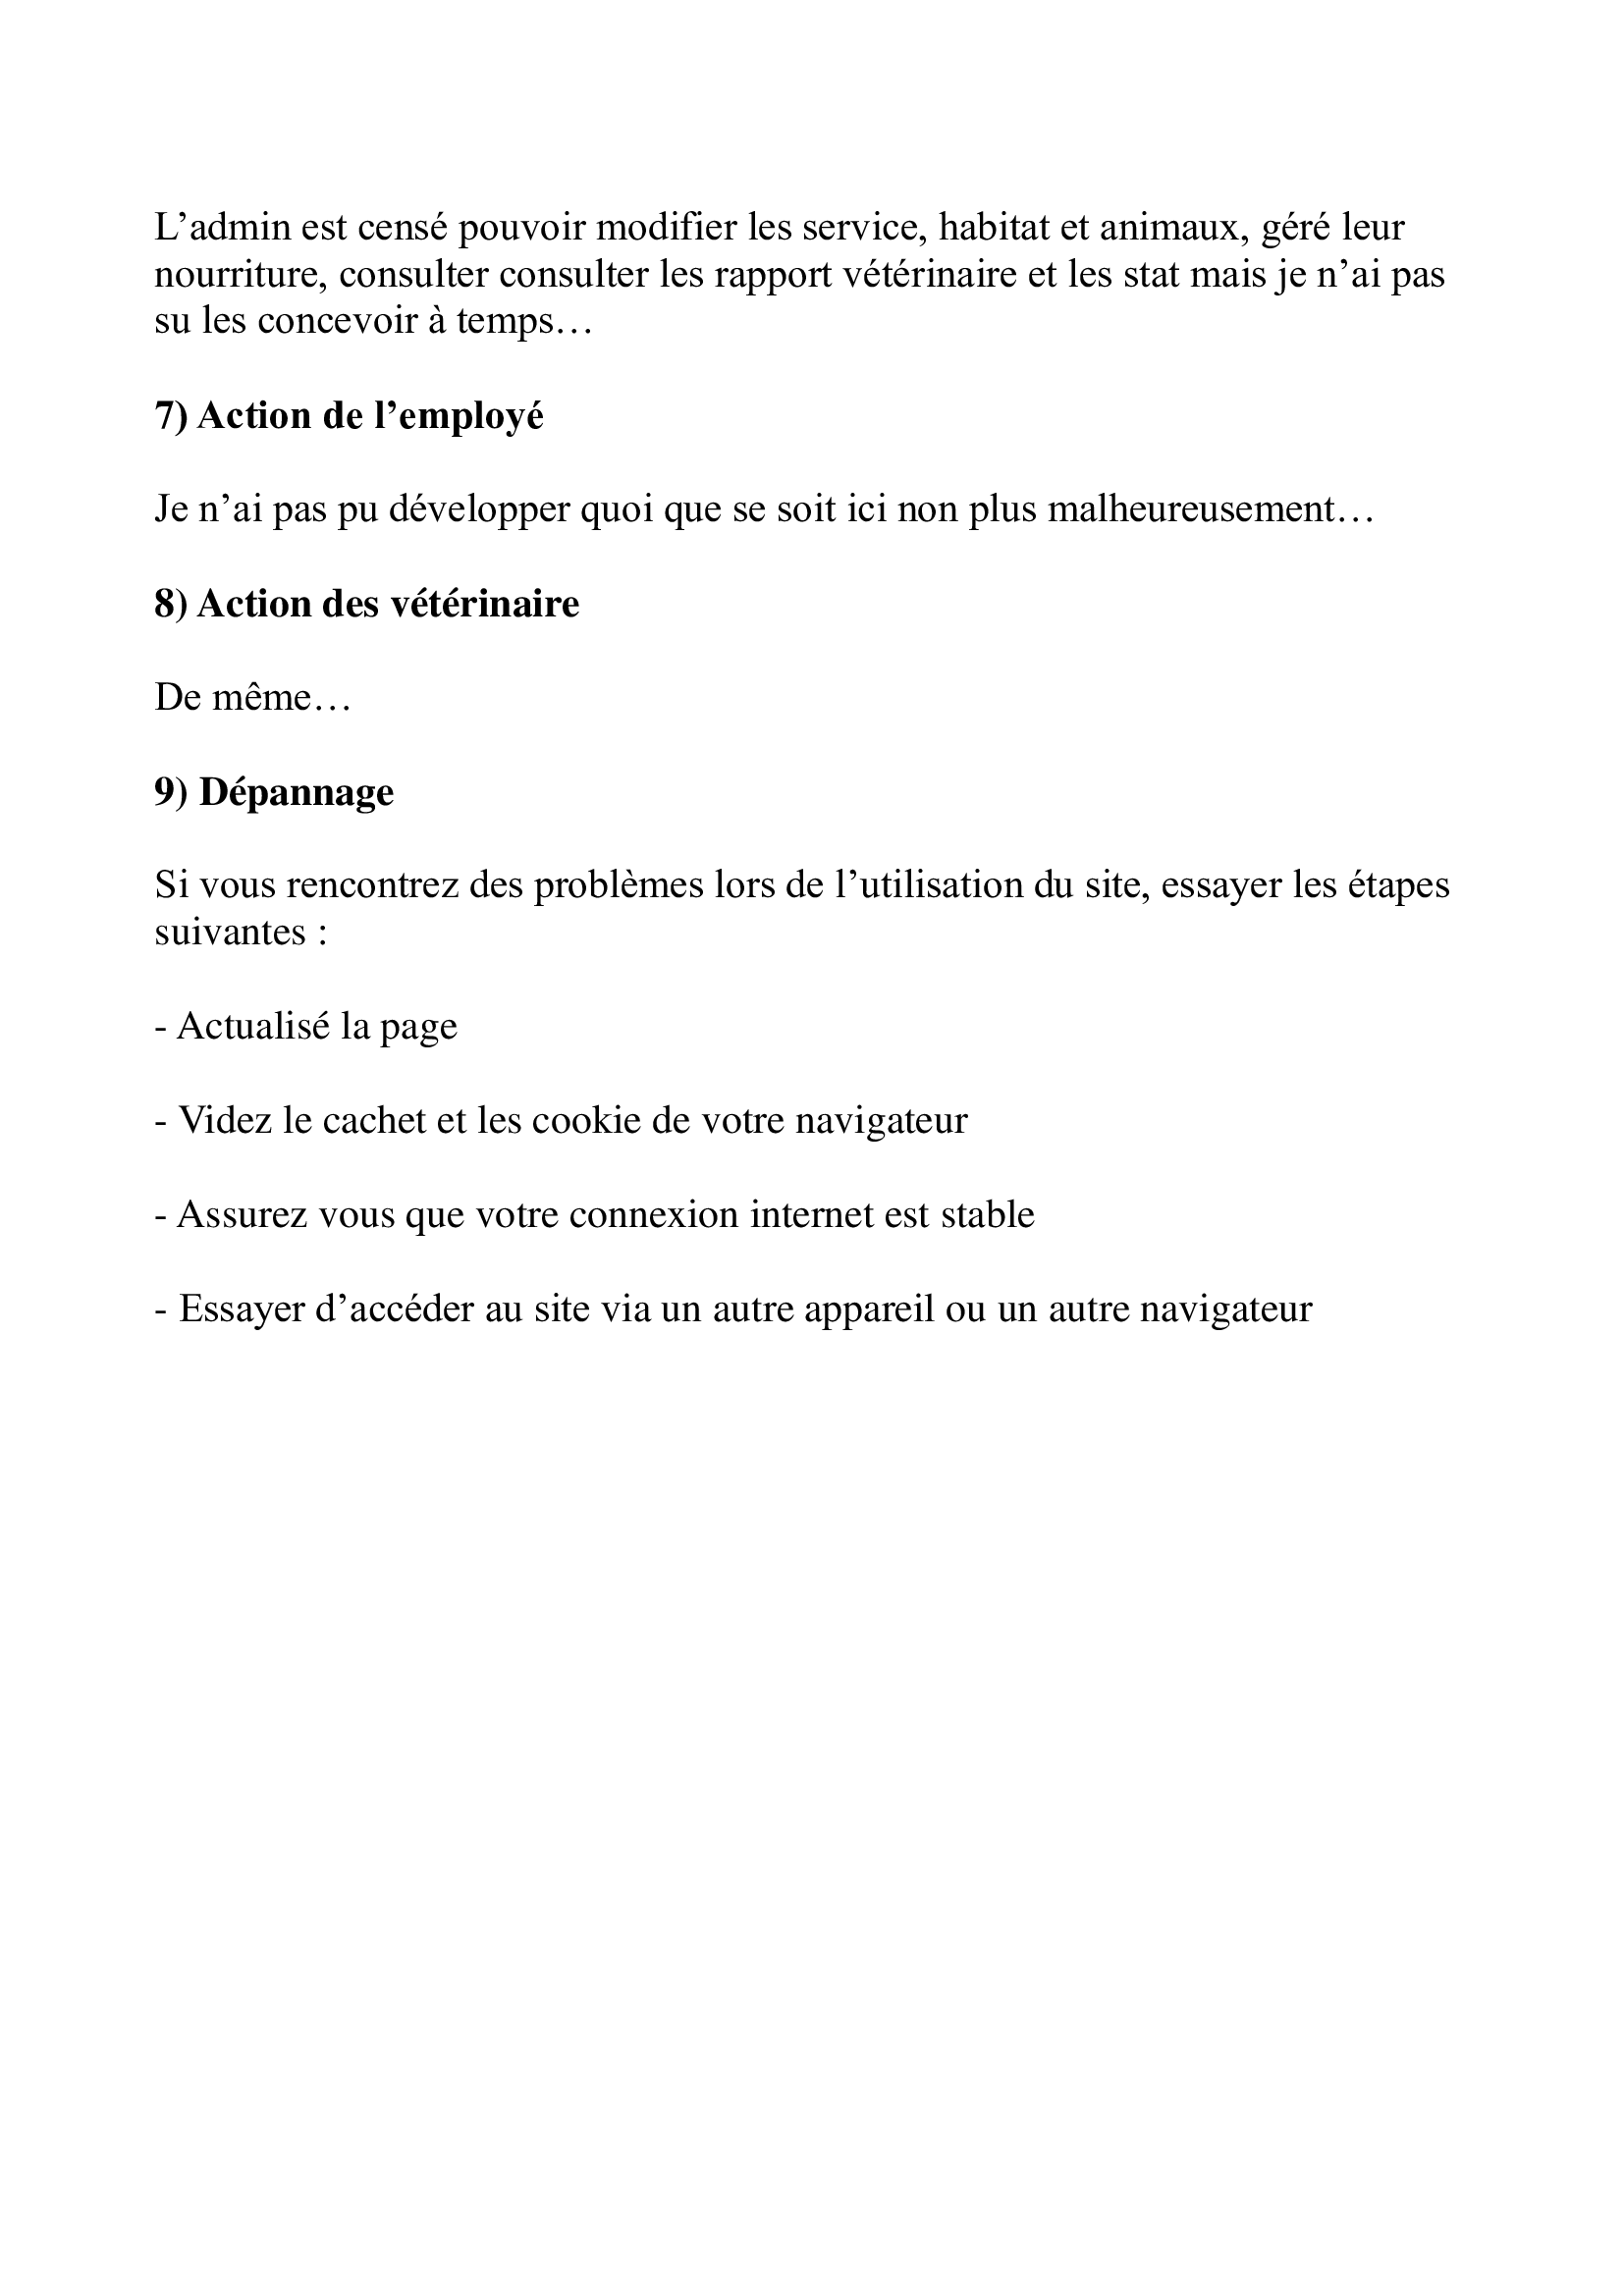 L’admin est censé pouvoir modifier les service, habitat et animaux, géré leur
nourriture, consulter consulter les rapport vétérinaire et les stat mais je n’ai pas
su les concevoir à temps…
7) Action de l’employé
Je n’ai pas pu développer quoi que se soit ici non plus malheureusement…
8) Action des vétérinaire
De même…
9) Dépannage
Si vous rencontrez des problèmes lors de l’utilisation du site, essayer les étapes
suivantes :
- Actualisé la page
- Videz le cachet et les cookie de votre navigateur
- Assurez vous que votre connexion internet est stable
- Essayer d’accéder au site via un autre appareil ou un autre navigateur